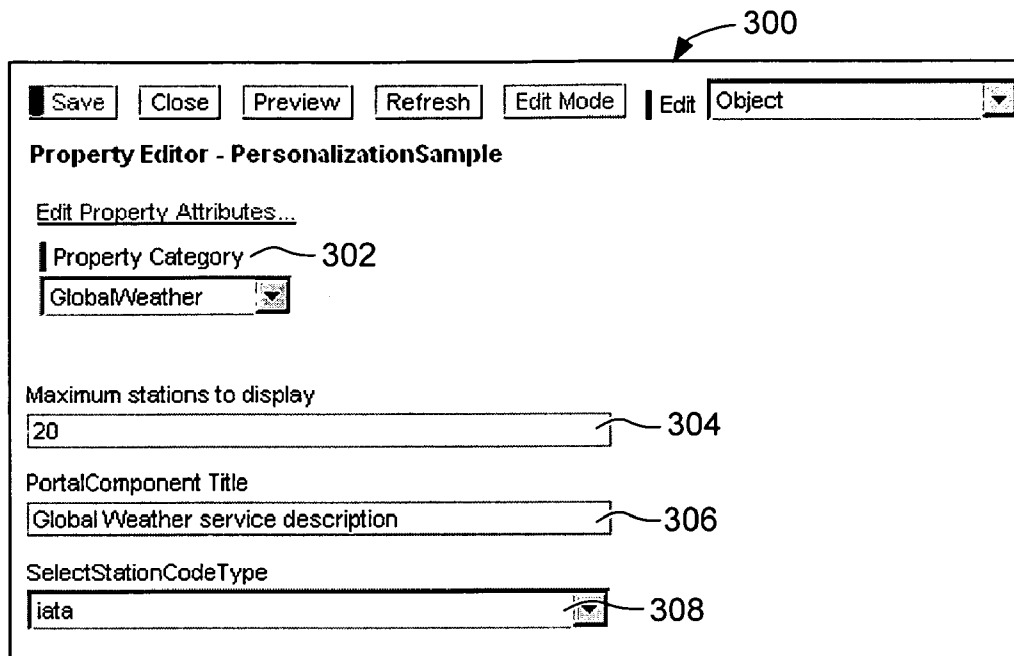 300
Save Close Preview Refresh Edit Mode Edit Object
Property Editor - PersonalizationSample
Edit Property Attributes...
Property Category 302
GlobalWeather
Maximum stations to display
20 304
PortalComponent Title
Global Weather service description 306
SelectStationCodeType
iata 308